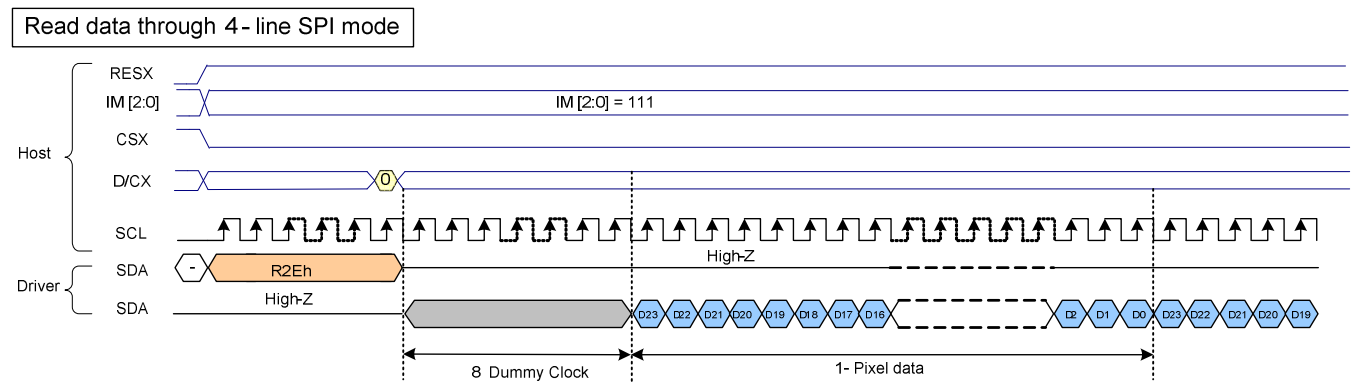 Read data through 4-line SPI mode
RESX
IM [2:0]
IM [2:0] = 111
CSX
Host
D/CX
0
SCL
High-Z
SDA
-
R2Eh
Driver
High-Z
SDA
D23 D22 D21 D20 D19 D18 D17 D16 D2 D1 D0 D23 D22 D21 D20 D19
8 Dummy Clock
1- Pixel data